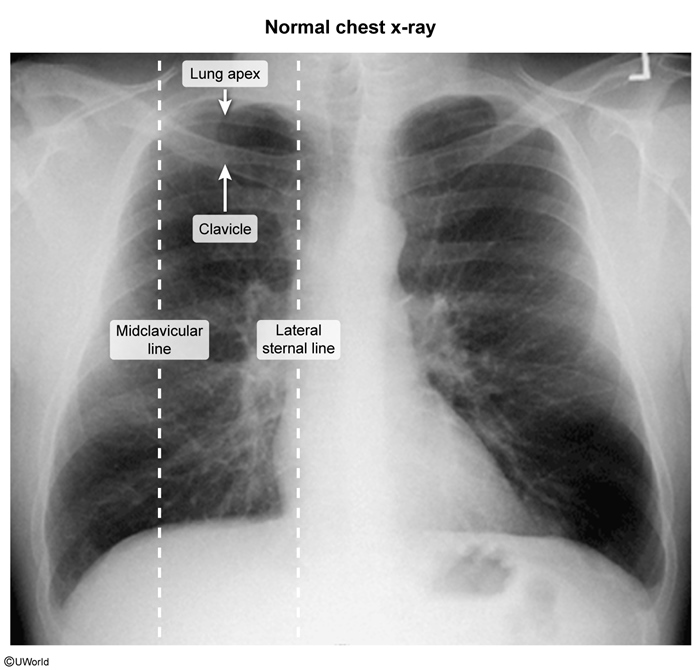 Normal chest x-ray
L
Lung apex
Clavicle
Midclavicular
line
Lateral
sternal line
©UWorld